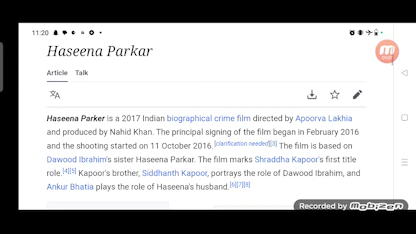 11:20
Haseena Parkar
Article Talk
Haseena Parker is a 2017 Indian biographical crime film directed by Apoorva Lakhia
and produced by Nahid Khan. The principal signing of the film began in February 2016
and the shooting started on 11 October 2016.[clarification needed][3] The film is based on
Dawood Ibrahim's sister Haseena Parkar. The film marks Shraddha Kapoor's first title
role.[4][5] Kapoor's brother, Siddhanth Kapoor, portrays the role of Dawood Ibrahim, and
Ankur Bhatia plays the role of Haseena's husband.[6][7][8]
Recorded by Mobizen